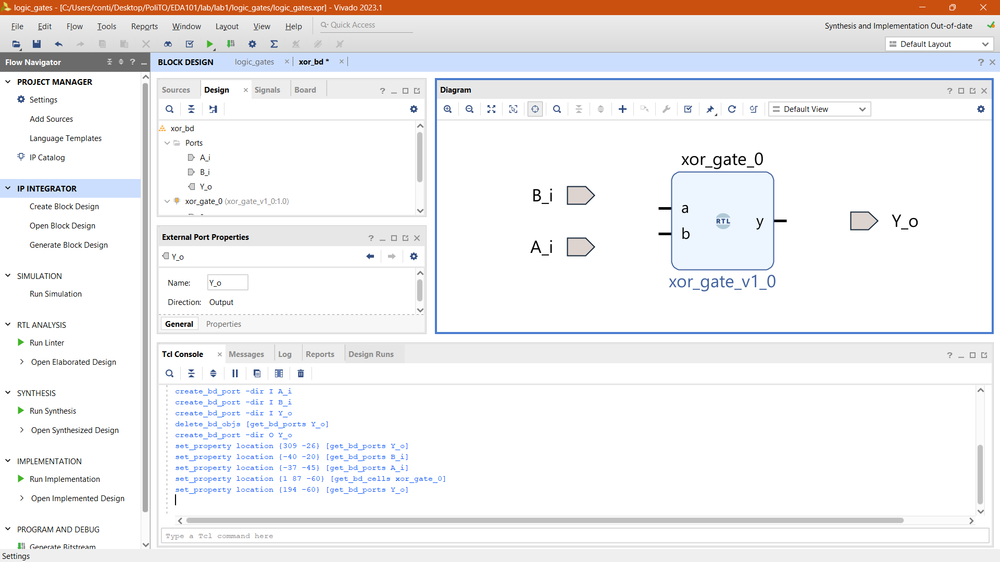 logic_gates - [C:/Users/conti/Desktop/PoliTO/EDA101/lab/lab1/logic_gates/logic_gates.xpr] - Vivado 2023.1
File Edit Flow Tools Reports Window Layout View Help Quick Access
Synthesis and Implementation Out-of-date
Default Layout
Flow Navigator
PROJECT MANAGER
Settings
Add Sources
Language Templates
IP Catalog
IP INTEGRATOR
Create Block Design
Open Block Design
Generate Block Design
SIMULATION
Run Simulation
RTL ANALYSIS
Run Linter
Open Elaborated Design
SYNTHESIS
Run Synthesis
Open Synthesized Design
IMPLEMENTATION
Run Implementation
Open Implemented Design
PROGRAM AND DEBUG
Generate Bitstream
BLOCK DESIGN logic_gates xor_bd *
Sources Design Signals Board
xor_bd
Ports
A_i
B_i
Y_o
xor_gate_0 (xor_gate_v1_0:1.0)
External Port Properties
Y_o
Name: Y_o
Direction: Output
General Properties
Diagram
Default View
xor_gate_0
B_i
A_i
a
b
RTL
y
Y_o
xor_gate_v1_0
Tcl Console Messages Log Reports Design Runs
create_bd_port -dir I A_i
create_bd_port -dir I B_i
create_bd_port -dir I Y_o
delete_bd_objs [get_bd_ports Y_o]
create_bd_port -dir O Y_o
set_property location {309 -26} [get_bd_ports Y_o]
set_property location {-40 -20} [get_bd_ports B_i]
set_property location {-37 -45} [get_bd_ports A_i]
set_property location {1 87 -60} [get_bd_cells xor_gate_0]
set_property location {194 -60} [get_bd_ports Y_o]
Type a Tcl command here
Settings